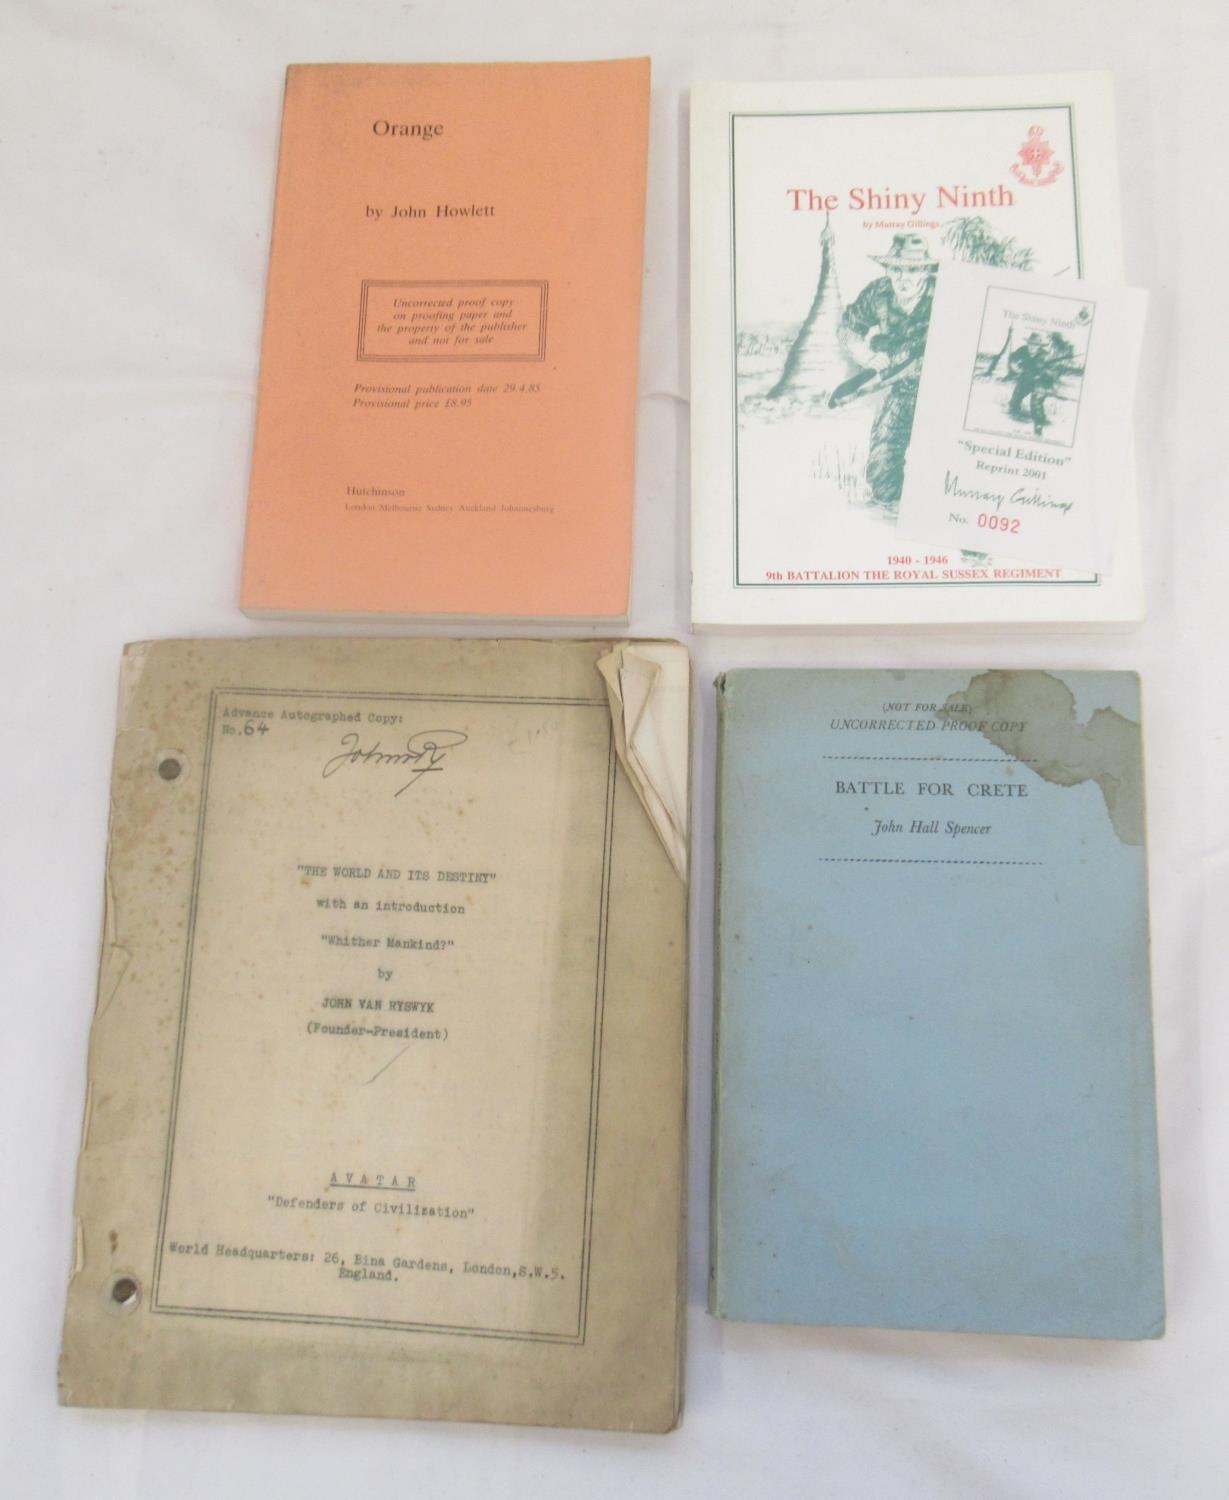 Orange
by John Howlett
Uncorrected proof copy
on proofing paper and
the property of the publisher
and not for sale
Provisional publication date 29.4.85
Provisional price £8.95
Hutchinson
London Melbourne Sydney Auckland Johannesburg
The Shiny Ninth
by Murray Gillings
The Shiny Ninth
"Special Edition"
Reprint 2001
Murray Gillings
No. 0092
1940 - 1946
9th BATTALION THE ROYAL SUSSEX REGIMENT
Advance Autographed Copy:
No.64
"THE WORLD AND ITS DESTINY"
with an introduction
"Whither Mankind?"
by
JOHN VAN RYSWYK
(Founder-President)
A V A T A R
"Defenders of Civilization"
World Headquarters: 26, Bina Gardens, London,S.W.5.
England.
(NOT FOR SALE)
UNCORRECTED PROOF COPY
BATTLE FOR CRETE
John Hall Spencer